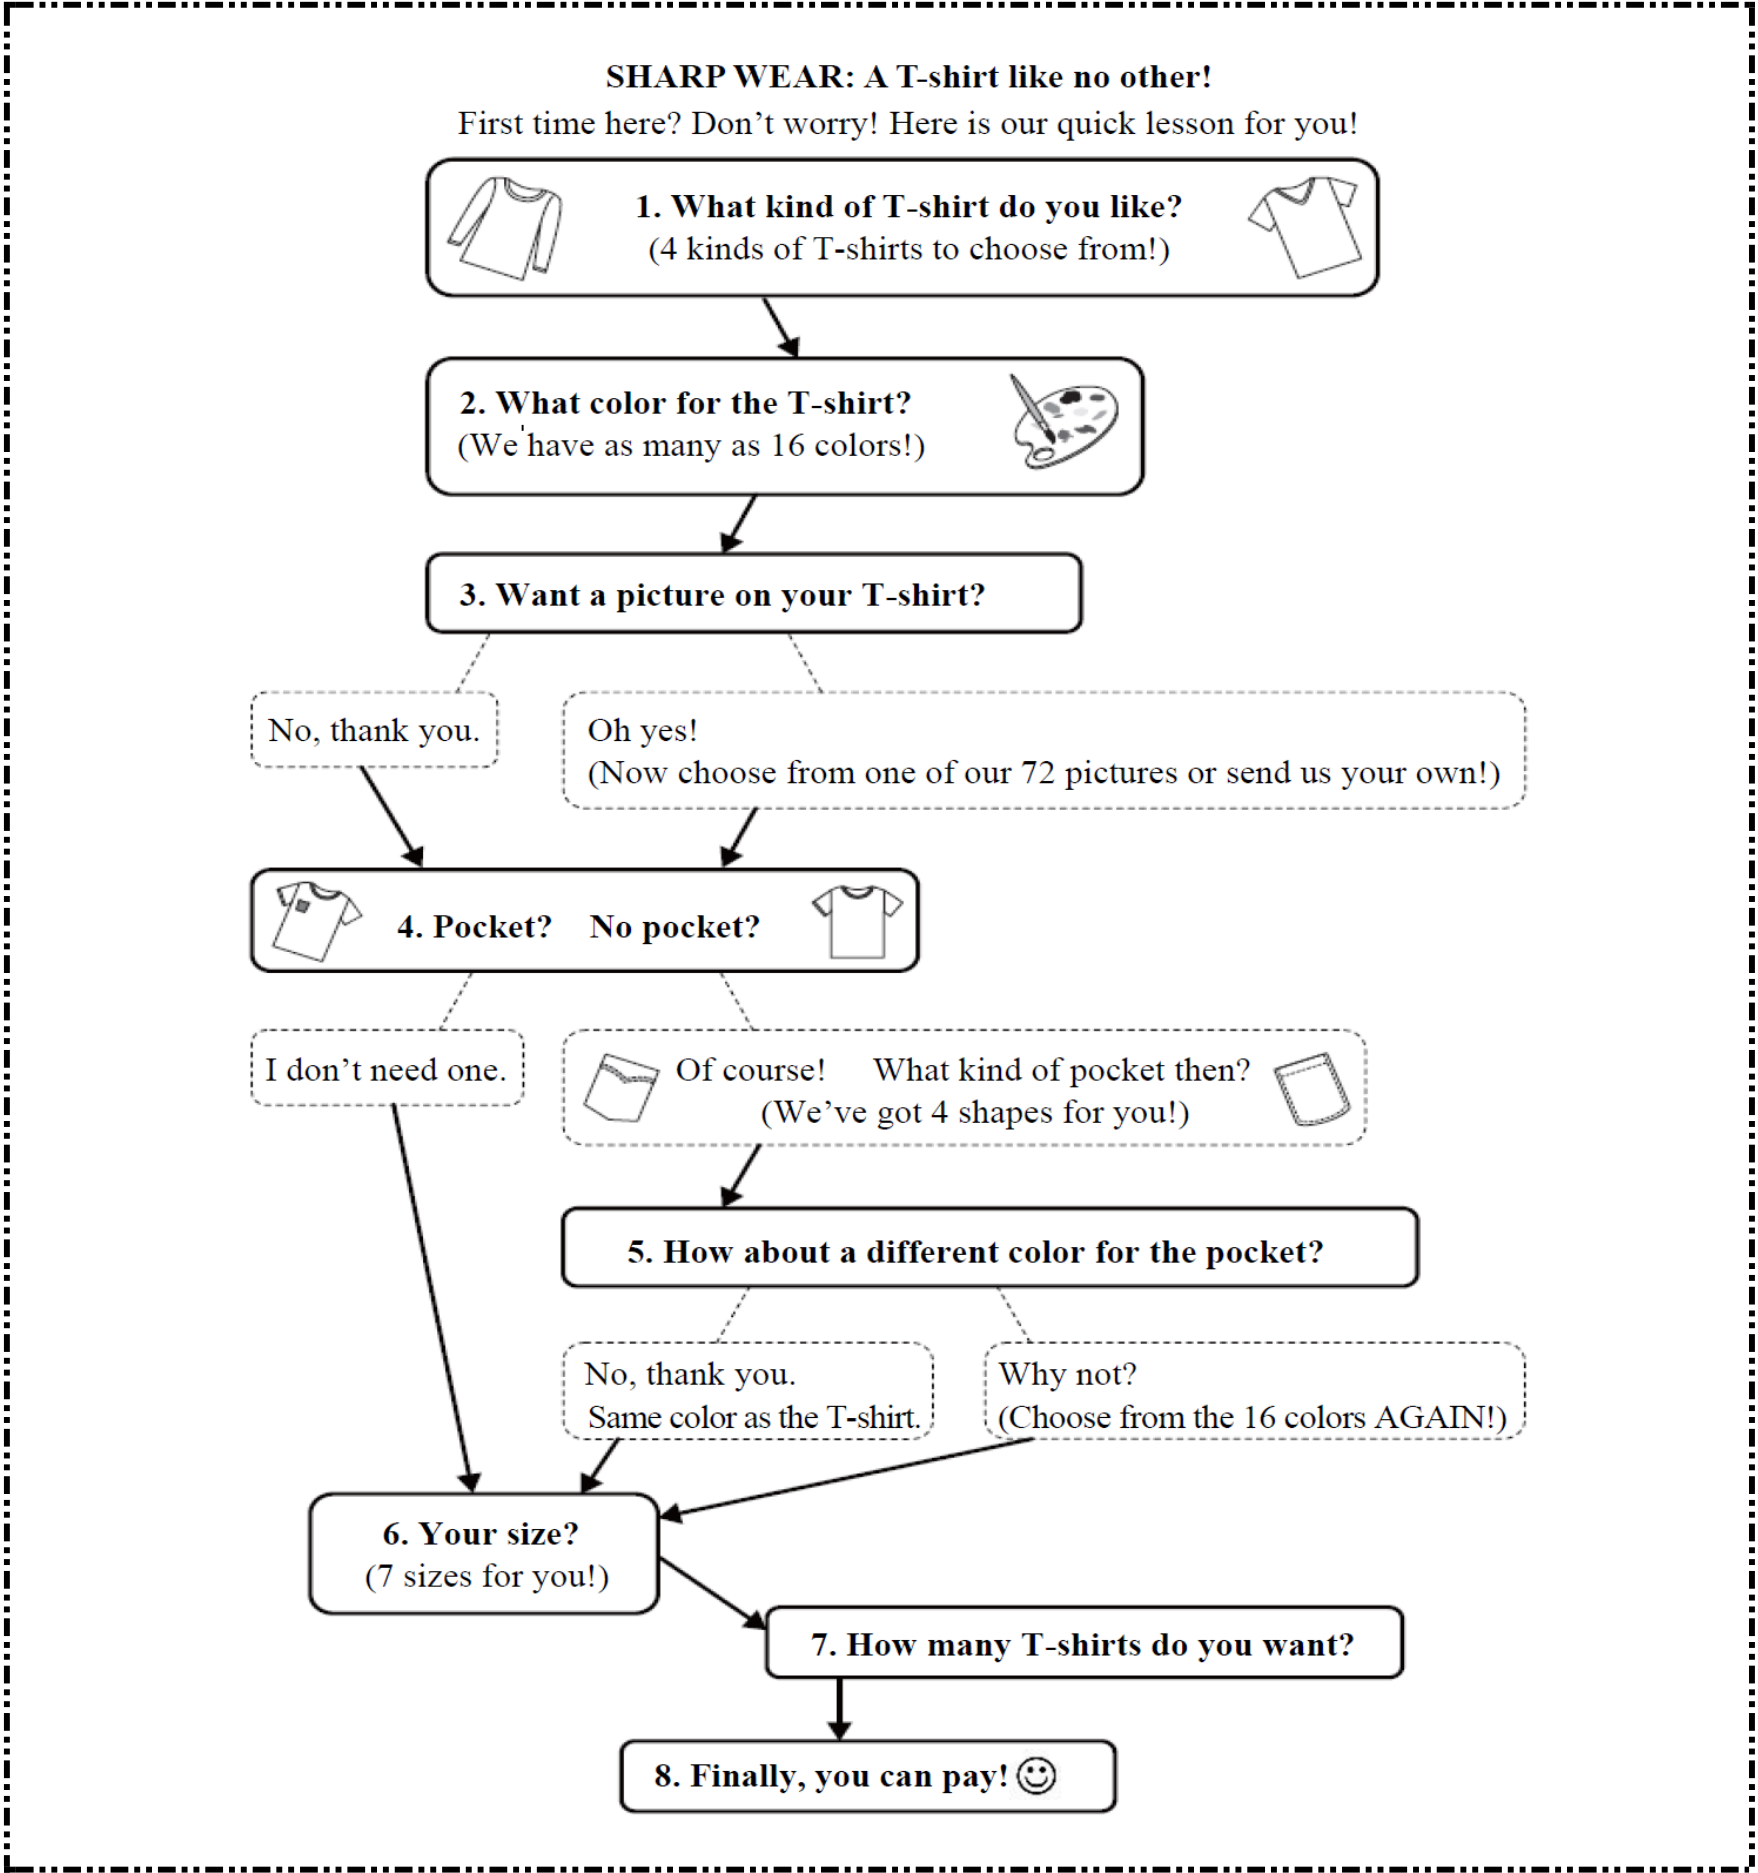 SHARP WEAR: A T-shirt like no other!
First time here? Don't worry! Here is our quick lesson for you!
1. What kind of T-shirt do you like?
(4 kinds of T-shirts to choose from!)
2. What color for the T-shirt?
(We have as many as 16 colors!)
3. Want a picture on your T-shirt?
No, thank you.
Oh yes!
(Now choose from one of our 72 pictures or send us your own!)
4. Pocket? No pocket?
I don't need one.
Of course! What kind of pocket then?
(We've got 4 shapes for you!)
5. How about a different color for the pocket?
No, thank you.
Same color as the T-shirt.
Why not?
(Choose from the 16 colors AGAIN!)
6. Your size?
(7 sizes for you!)
7. How many T-shirts do you want?
8. Finally, you can pay!